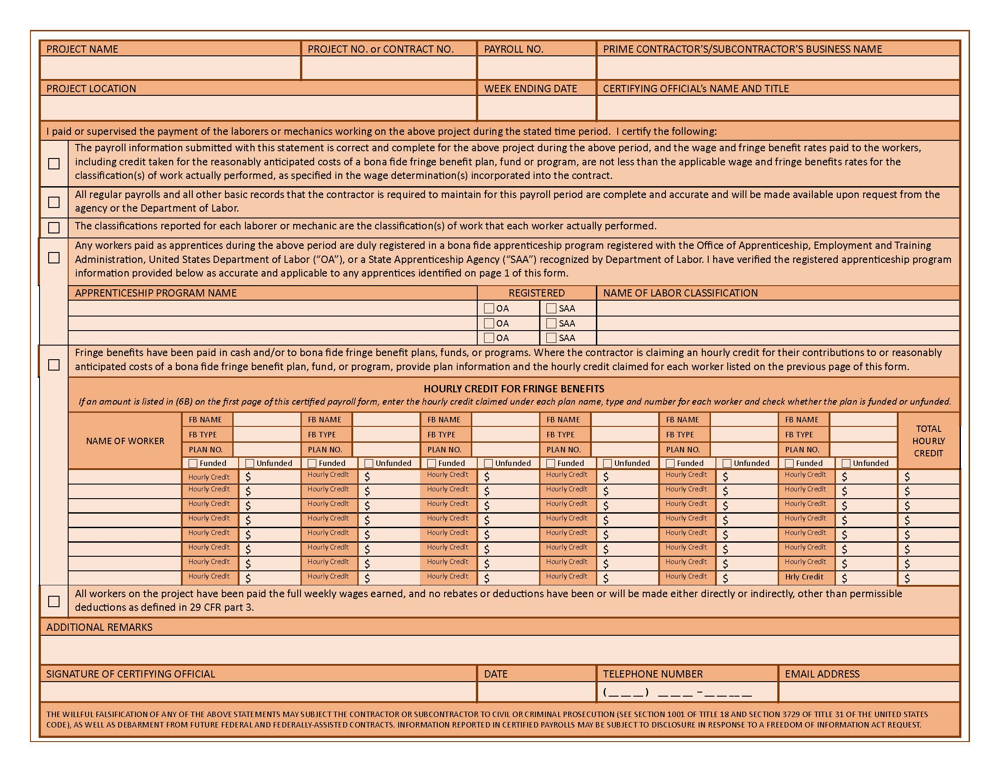 PROJECT NAME PROJECT NO. or CONTRACT NO. PAYROLL NO. PRIME CONTRACTOR’S/SUBCONTRACTOR’S BUSINESS NAME
PROJECT LOCATION WEEK ENDING DATE CERTIFYING OFFICIAL’s NAME AND TITLE
I paid or supervised the payment of the laborers or mechanics working on the above project during the stated time period. I certify the following:
The payroll information submitted with this statement is correct and complete for the above project during the above period, and the wage and fringe benefit rates paid to the workers,
including credit taken for the reasonably anticipated costs of a bona fide fringe benefit plan, fund or program, are not less than the applicable wage and fringe benefits rates for the
classification(s) of work actually performed, as specified in the wage determination(s) incorporated into the contract.
All regular payrolls and all other basic records that the contractor is required to maintain for this payroll period are complete and accurate and will be made available upon request from the
agency or the Department of Labor.
The classifications reported for each laborer or mechanic are the classification(s) of work that each worker actually performed.
Any workers paid as apprentices during the above period are duly registered in a bona fide apprenticeship program registered with the Office of Apprenticeship, Employment and Training
Administration, United States Department of Labor (“OA”), or a State Apprenticeship Agency (“SAA”) recognized by Department of Labor. I have verified the registered apprenticeship program
information provided below as accurate and applicable to any apprentices identified on page 1 of this form.
APPRENTICESHIP PROGRAM NAME REGISTERED NAME OF LABOR CLASSIFICATION
OA SAA
OA SAA
OA SAA
Fringe benefits have been paid in cash and/or to bona fide fringe benefit plans, funds, or programs. Where the contractor is claiming an hourly credit for their contributions to or reasonably
anticipated costs of a bona fide fringe benefit plan, fund, or program, provide plan information and the hourly credit claimed for each worker listed on the previous page of this form.
HOURLY CREDIT FOR FRINGE BENEFITS
If an amount is listed in (6B) on the first page of this certified payroll form, enter the hourly credit claimed under each plan name, type and number for each worker and check whether the plan is funded or unfunded.
NAME OF WORKER
FB NAME FB NAME FB NAME FB NAME FB NAME FB NAME
FB TYPE FB TYPE FB TYPE FB TYPE FB TYPE FB TYPE
PLAN NO. PLAN NO. PLAN NO. PLAN NO. PLAN NO. PLAN NO.
Funded Unfunded Funded Unfunded Funded Unfunded Funded Unfunded Funded Unfunded Funded Unfunded
TOTAL
HOURLY
CREDIT
Hourly Credit $ Hourly Credit $ Hourly Credit $ Hourly Credit $ Hourly Credit $ Hourly Credit $ $
Hourly Credit $ Hourly Credit $ Hourly Credit $ Hourly Credit $ Hourly Credit $ Hourly Credit $ $
Hourly Credit $ Hourly Credit $ Hourly Credit $ Hourly Credit $ Hourly Credit $ Hourly Credit $ $
Hourly Credit $ Hourly Credit $ Hourly Credit $ Hourly Credit $ Hourly Credit $ Hourly Credit $ $
Hourly Credit $ Hourly Credit $ Hourly Credit $ Hourly Credit $ Hourly Credit $ Hourly Credit $ $
Hourly Credit $ Hourly Credit $ Hourly Credit $ Hourly Credit $ Hourly Credit $ Hourly Credit $ $
Hourly Credit $ Hourly Credit $ Hourly Credit $ Hourly Credit $ Hourly Credit $ Hourly Credit $ $
Hourly Credit $ Hourly Credit $ Hourly Credit $ Hourly Credit $ Hourly Credit $ Hrly Credit $ $
All workers on the project have been paid the full weekly wages earned, and no rebates or deductions have been or will be made either directly or indirectly, other than permissible
deductions as defined in 29 CFR part 3.
ADDITIONAL REMARKS
SIGNATURE OF CERTIFYING OFFICIAL DATE TELEPHONE NUMBER EMAIL ADDRESS
(__ __ __) __ __ __ –__ __ __ __
THE WILLFUL FALSIFICATION OF ANY OF THE ABOVE STATEMENTS MAY SUBJECT THE CONTRACTOR OR SUBCONTRACTOR TO CIVIL OR CRIMINAL PROSECUTION (SEE SECTION 1001 OF TITLE 18 AND SECTION 3729 OF TITLE 31 OF THE UNITED STATES
CODE), AS WELL AS DEBARMENT FROM FUTURE FEDERAL AND FEDERALLY-ASSISTED CONTRACTS. INFORMATION REPORTED IN CERTIFIED PAYROLLS MAY BE SUBJECT TO DISCLOSURE IN RESPONSE TO A FREEDOM OF INFORMATION ACT REQUEST.